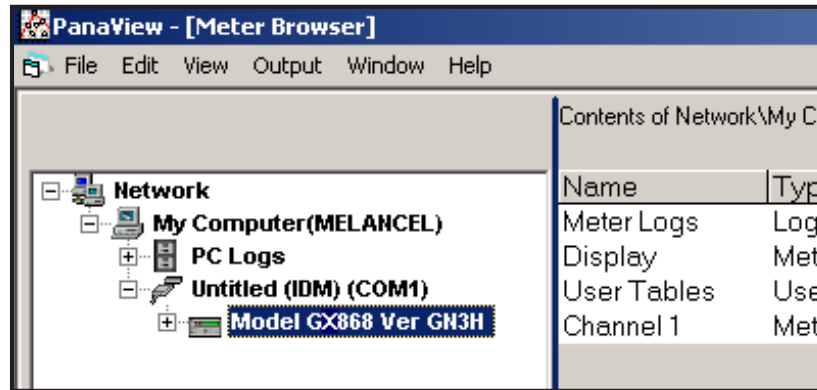 PanaView - [Meter Browser]
File Edit View Output Window Help
Contents of Network\My C
Network
My Computer(MELANCEL)
PC Logs
Untitled (IDM) (COM1)
Model GX868 Ver GN3H
Name Typ
Meter Logs Log
Display Met
User Tables Use
Channel 1 Met